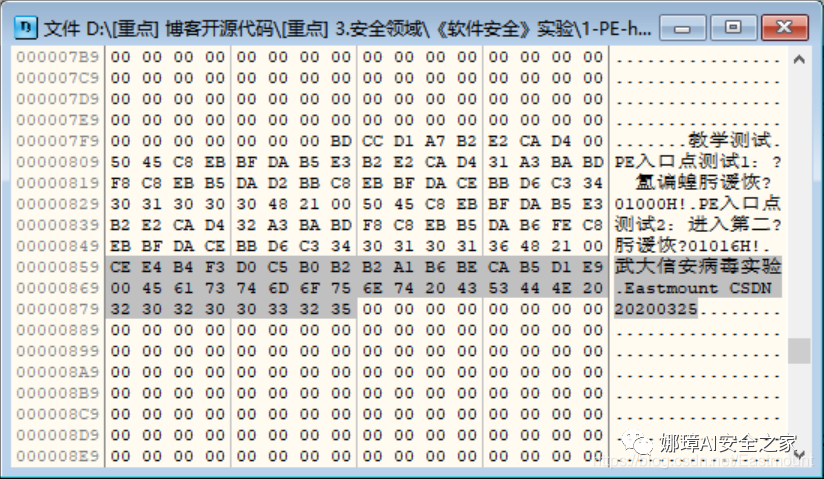 文件 D:\[重点] 博客开源代码\[重点] 3.安全领域\《软件安全》实验\1-PE-h...
000007B9 00 00 00 00 00 00 00 00 00 00 00 00 00 00 00 00 ................
000007C9 00 00 00 00 00 00 00 00 00 00 00 00 00 00 00 00 ................
000007D9 00 00 00 00 00 00 00 00 00 00 00 00 00 00 00 00 ................
000007E9 00 00 00 00 00 00 00 00 00 00 00 00 00 00 00 00 ................
000007F9 00 00 00 00 00 00 00 BD CC D1 A7 B2 E2 CA D4 00 .......教学测试.
00000809 50 45 C8 EB BF DA B5 E3 B2 E2 CA D4 31 A3 BA BD PE入口点测试1：?
00000819 F8 C8 EB B5 DA D2 BB C8 EB BF DA CE BB D6 C3 34 氲谝蝗肟谖恢?
00000829 30 31 30 30 30 48 21 00 50 45 C8 EB BF DA B5 E3 01000H!.PE入口点
00000839 B2 E2 CA D4 32 A3 BA BD F8 C8 EB B5 DA B6 FE C8 测试2：进入第二?
00000849 EB BF DA CE BB D6 C3 34 30 31 30 31 36 48 21 00 肟谖恢?01016H!.
00000859 CE E4 B4 F3 D0 C5 B0 B2 B2 A1 B6 BE CA B5 D1 E9 武大信安病毒实验
00000869 00 45 61 73 74 6D 6F 75 6E 74 20 43 53 44 4E 20 .Eastmount CSDN
00000879 32 30 32 30 30 33 32 35 00 00 00 00 00 00 00 00 20200325........
00000889 00 00 00 00 00 00 00 00 00 00 00 00 00 00 00 00 ................
00000899 00 00 00 00 00 00 00 00 00 00 00 00 00 00 00 00 ................
000008A9 00 00 00 00 00 00 00 00 00 00 00 00 00 00 00 00 ................
000008B9 00 00 00 00 00 00 00 00 00 00 00 00 00 00 00 00 ................
000008C9 00 00 00 00 00 00 00 00 00 00 00 00 00 00 00 00 ................
000008D9 00 00 00 00 00 00 00 00 00 00 00 00 00 00 00 00
000008E9 00 00 00 00 00 00 00 00 00 00 00 00 00 00 00 00
娜璋AI安全之家
https://blog.csdn.net/Eastmount